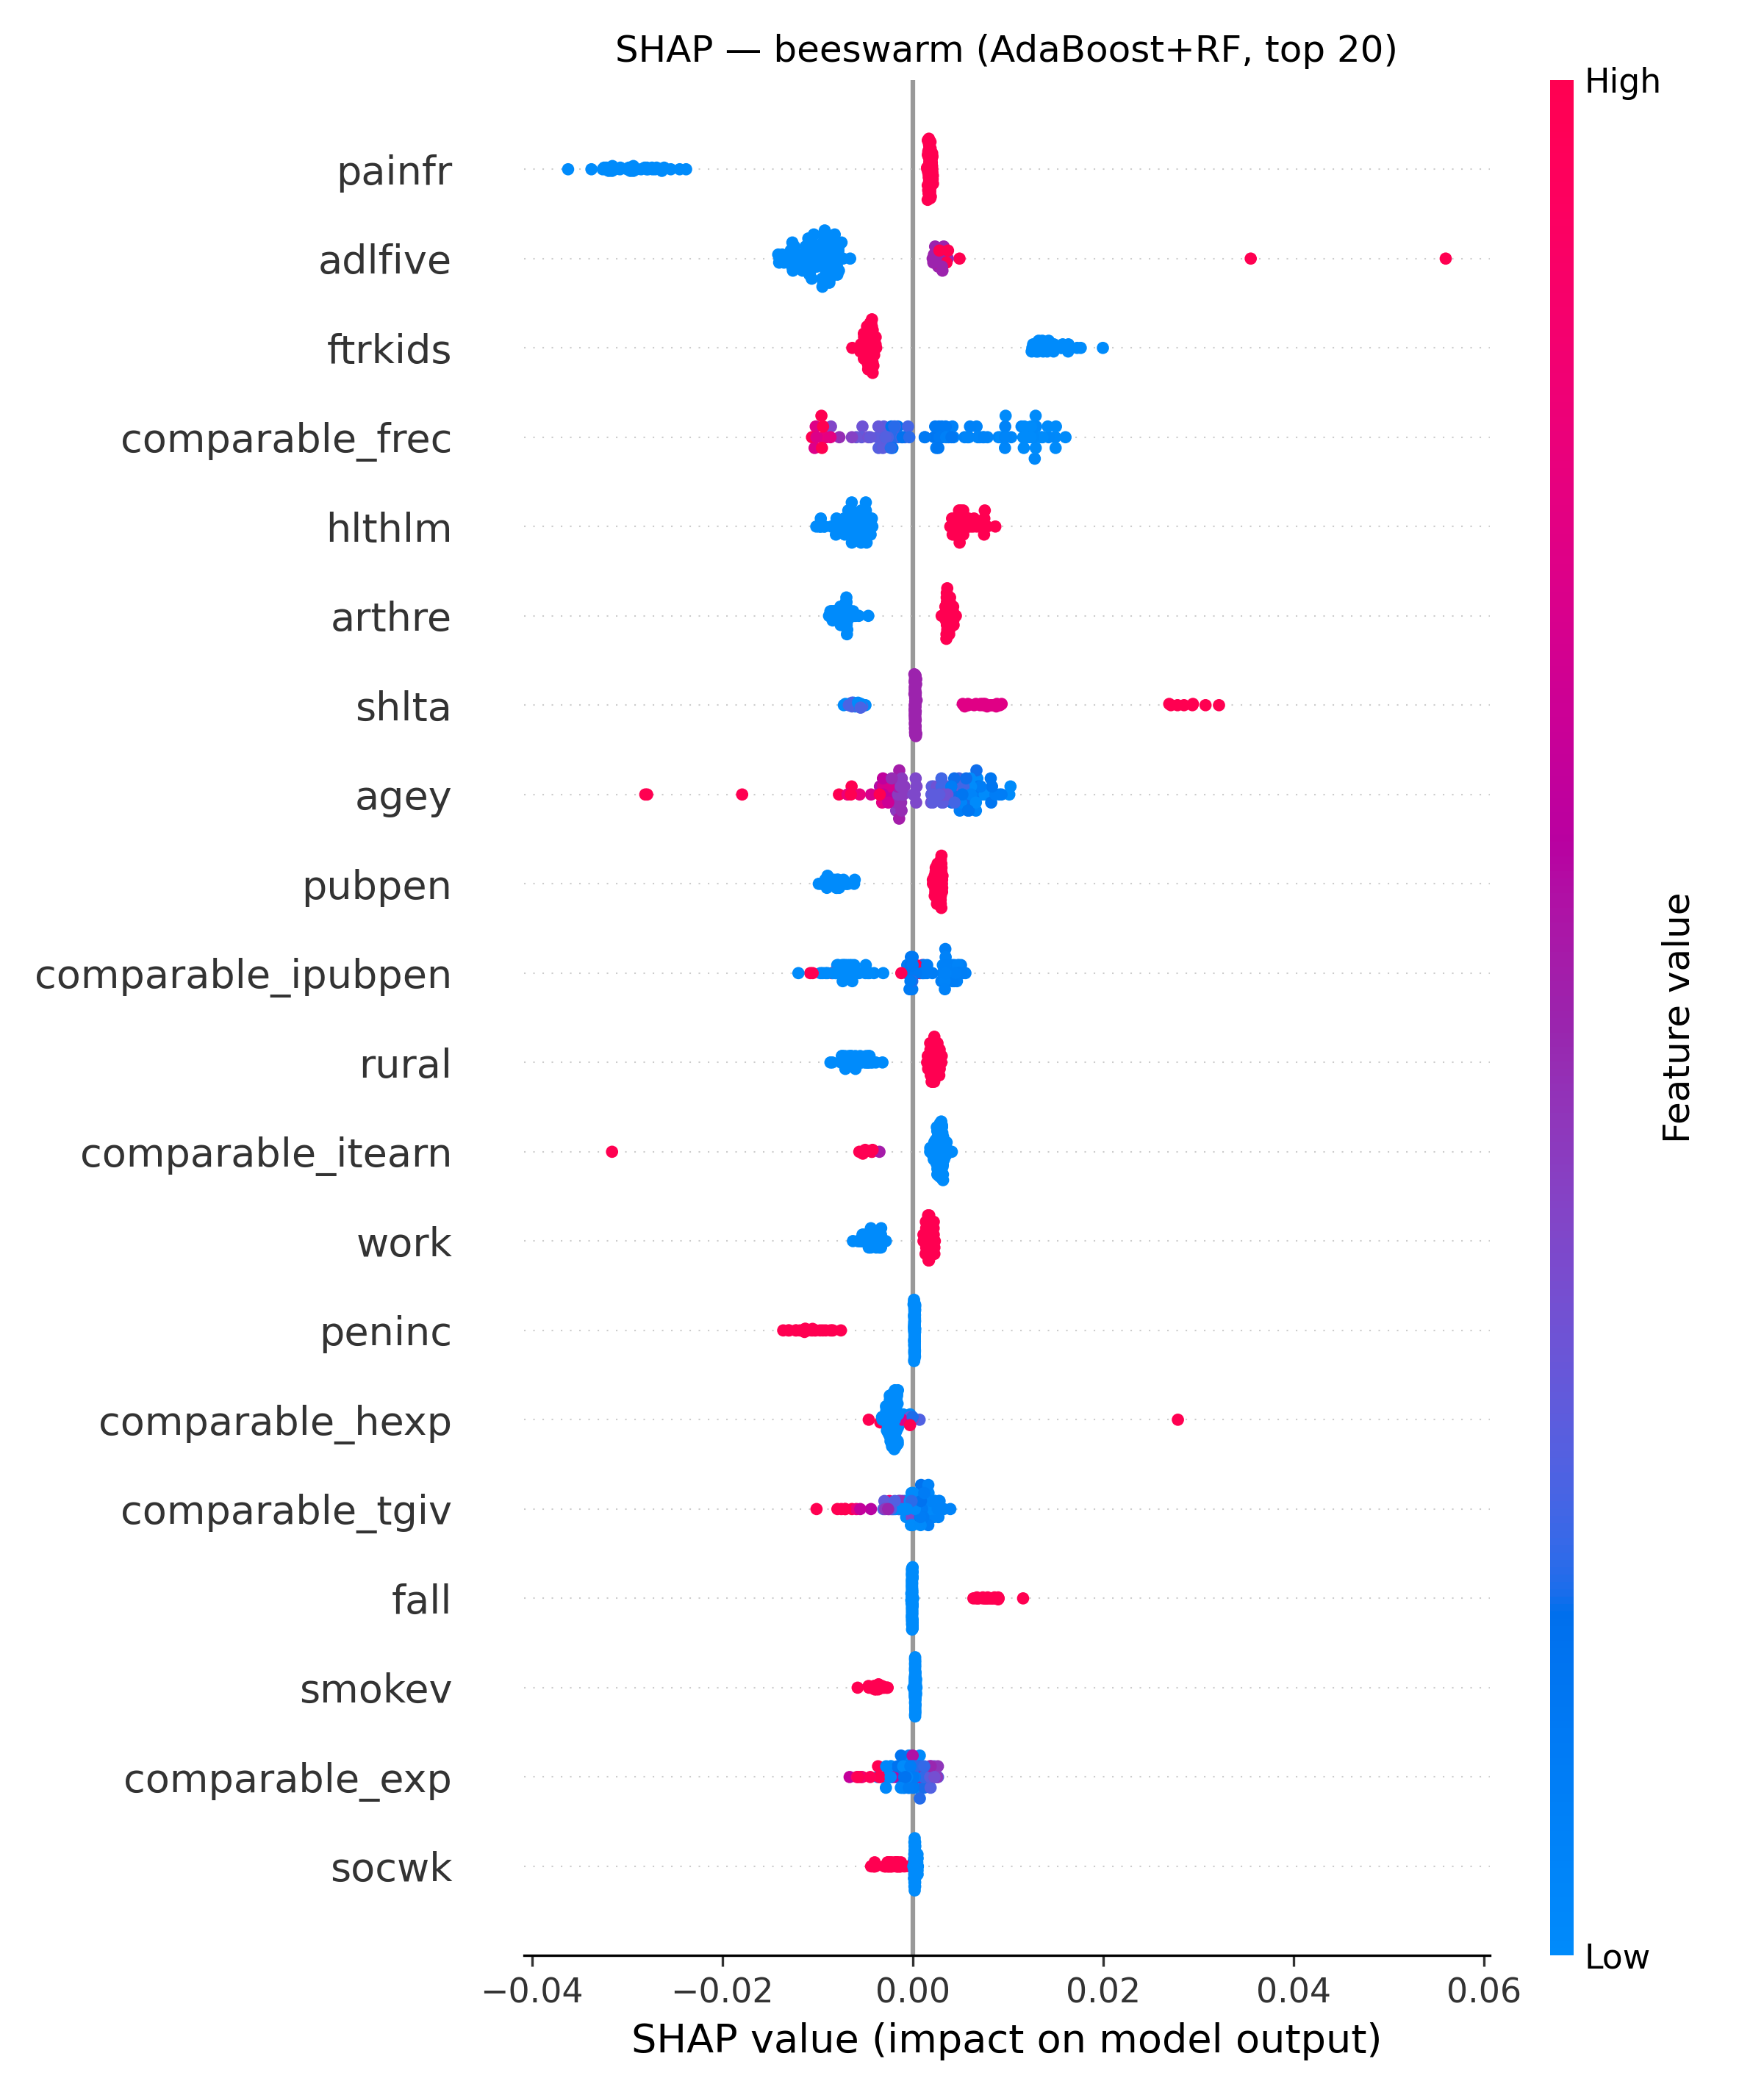 SHAP — beeswarm (AdaBoost+RF, top 20)
High
painfr
adlfive
ftrkids
comparable_frec
hlthlm
arthre
shlta
agey
pubpen
comparable_ipubpen
rural
comparable_itearn
work
peninc
comparable_hexp
comparable_tgiv
fall
smokev
comparable_exp
socwk
Feature value
Low
−0.04 −0.02 0.00 0.02 0.04 0.06
SHAP value (impact on model output)